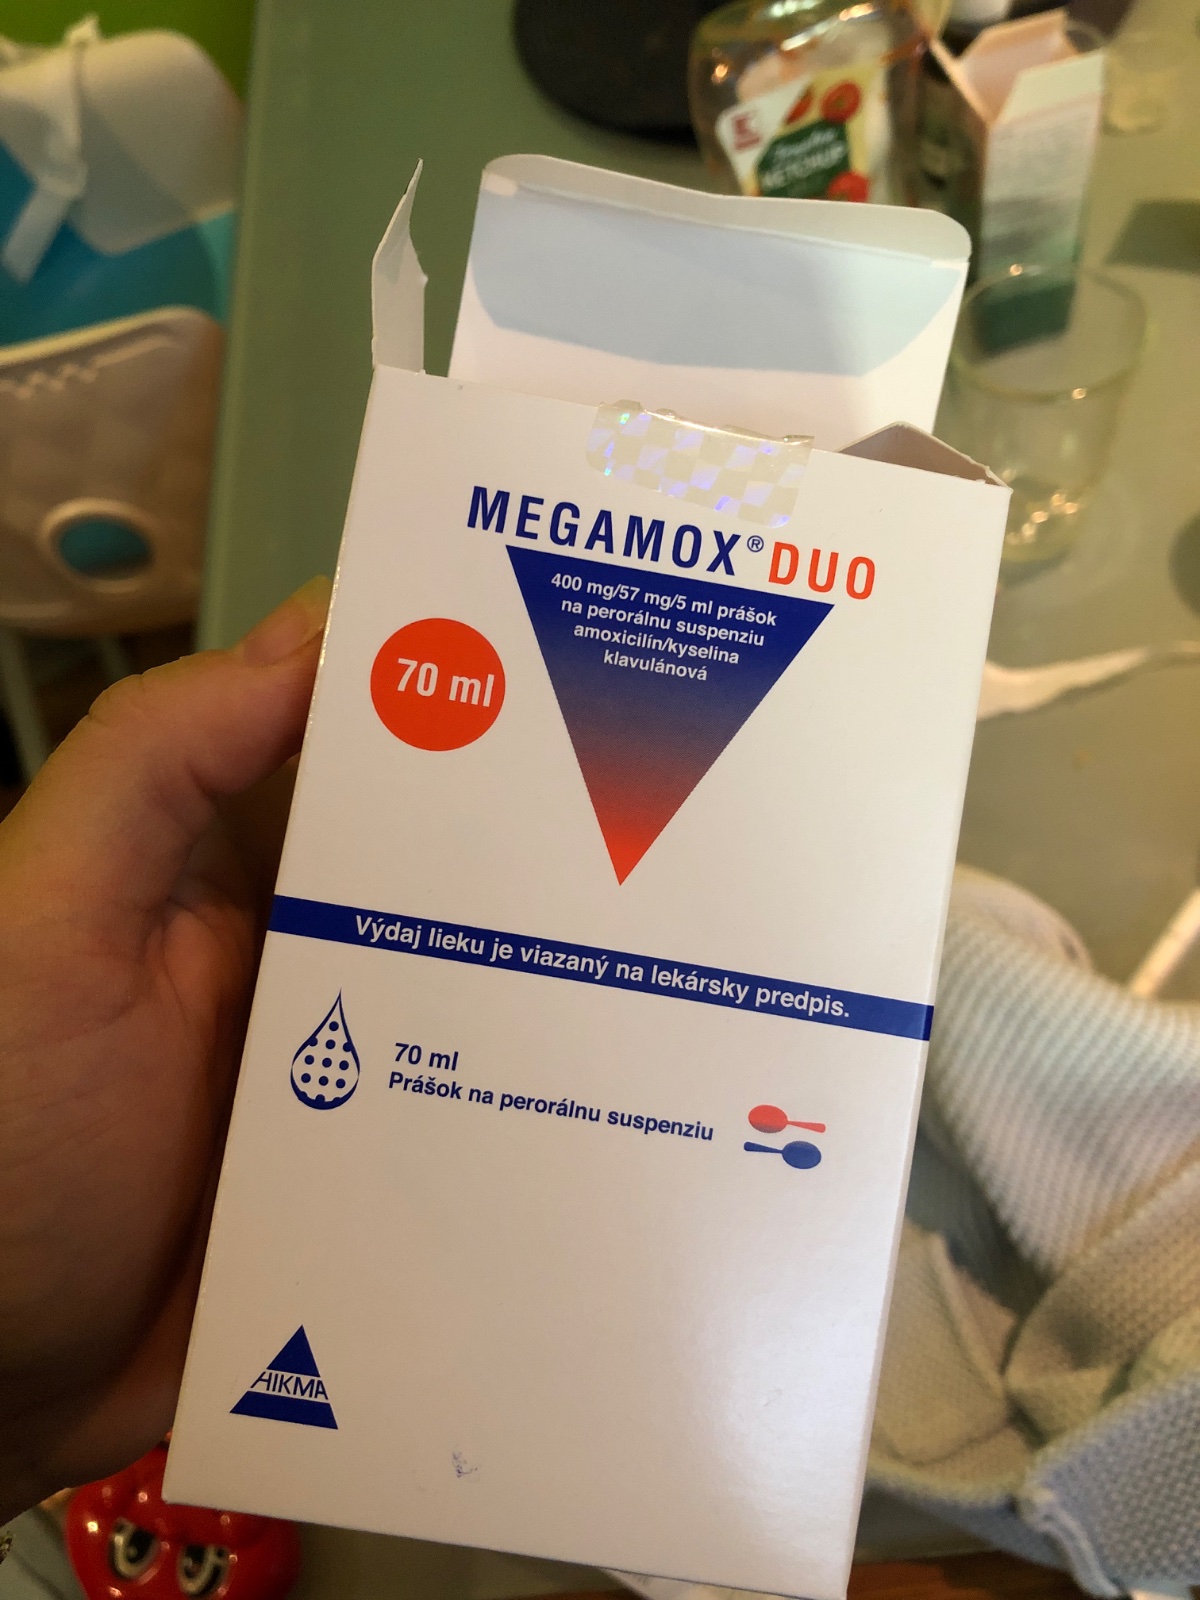 KETCHUP
MEGAMOX® DUO
400 mg/57 mg/5 ml prášok
na perorálnu suspenziu
amoxicilín/kyselina
klavulánová
70 ml
Výdaj lieku je viazaný na lekársky predpis.
70 ml
Prášok na perorálnu suspenziu
HIKMA